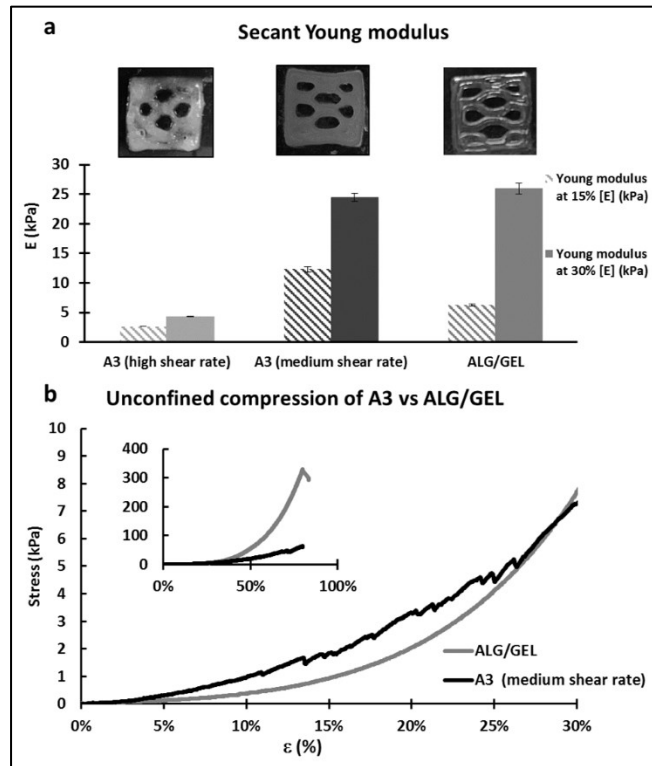 a
Secant Young modulus
30
25
20
15
10
5
0
E (kPa)
Young modulus
at 15% [E] (kPa)
Young modulus
at 30% [E] (kPa)
A3 (high shear rate)
A3 (medium shear rate)
ALG/GEL
b
Unconfined compression of A3 vs ALG/GEL
10
9
8
7
6
5
4
3
2
1
0
Stress (kPa)
400
300
200
100
0
0%
50%
100%
ALG/GEL
A3 (medium shear rate)
0%
5%
10%
15%
20%
25%
30%
ε (%)